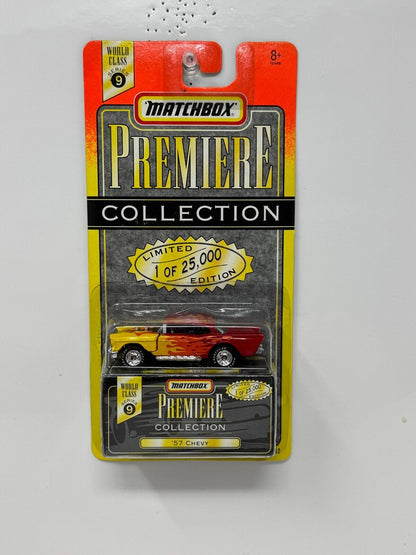 WORLD CLASS
SERIES 9
8+
MATCHBOX
PREMIERE
COLLECTION
LIMITED
1 OF 25,000
EDITION
WORLD CLASS
SERIES 9
MATCHBOX
PREMIERE
COLLECTION
'57 CHEVY